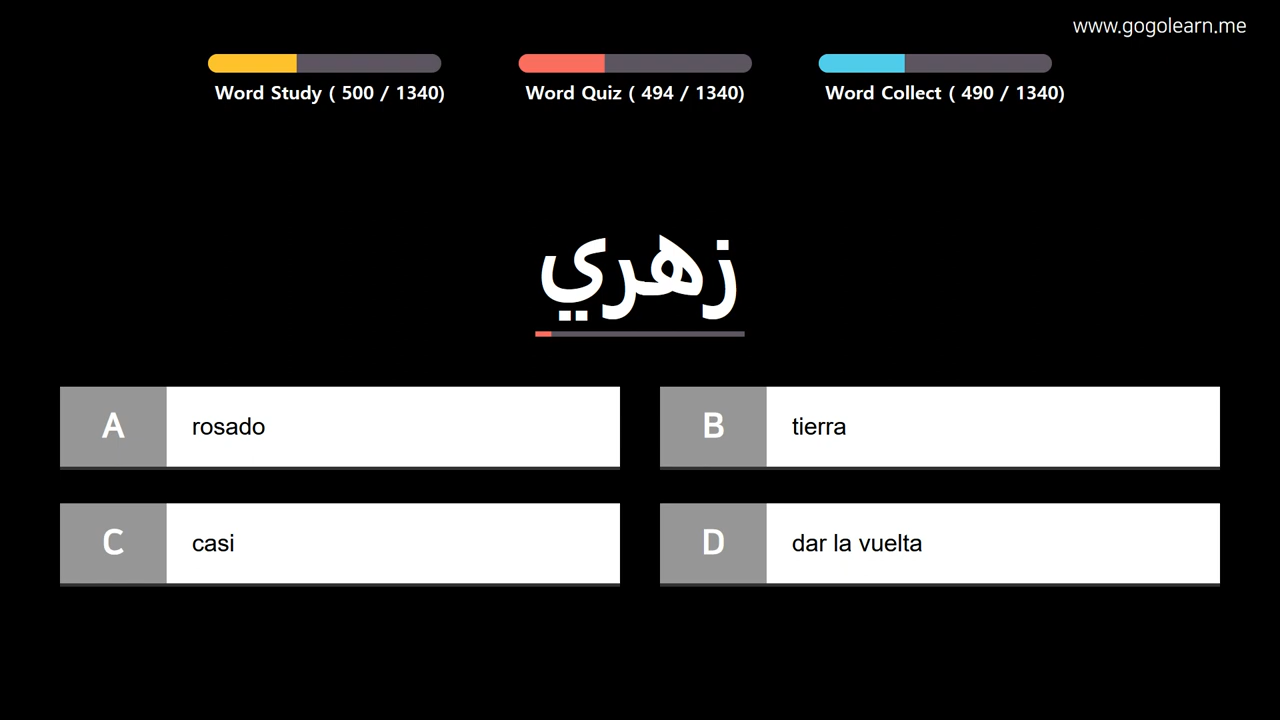 www.gogolearn.me
Word Study ( 500 / 1340)
Word Quiz ( 494 / 1340)
Word Collect ( 490 / 1340)
زهري
A rosado
B tierra
C casi
D dar la vuelta